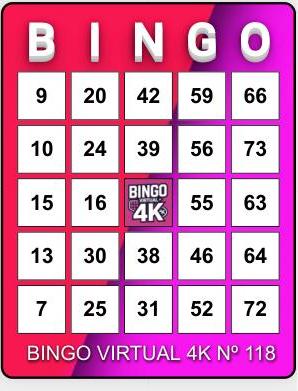 B I N G O
9 20 42 59 66
10 24 39 56 73
15 16 BINGO VIRTUAL 4K 55 63
13 30 38 46 64
7 25 31 52 72
BINGO VIRTUAL 4K Nº 118